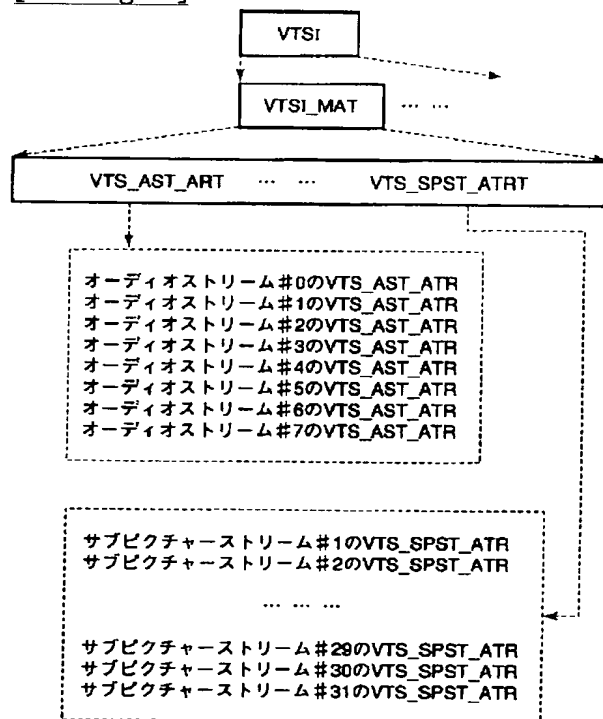 VTSI
VTSI_MAT … …
VTS_AST_ART … … VTS_SPST_ATRT
オーディオストリーム#0のVTS_AST_ATR
オーディオストリーム#1のVTS_AST_ATR
オーディオストリーム#2のVTS_AST_ATR
オーディオストリーム#3のVTS_AST_ATR
オーディオストリーム#4のVTS_AST_ATR
オーディオストリーム#5のVTS_AST_ATR
オーディオストリーム#6のVTS_AST_ATR
オーディオストリーム#7のVTS_AST_ATR
サブピクチャーストリーム#1のVTS_SPST_ATR
サブピクチャーストリーム#2のVTS_SPST_ATR
… … …
サブピクチャーストリーム#29のVTS_SPST_ATR
サブピクチャーストリーム#30のVTS_SPST_ATR
サブピクチャーストリーム#31のVTS_SPST_ATR